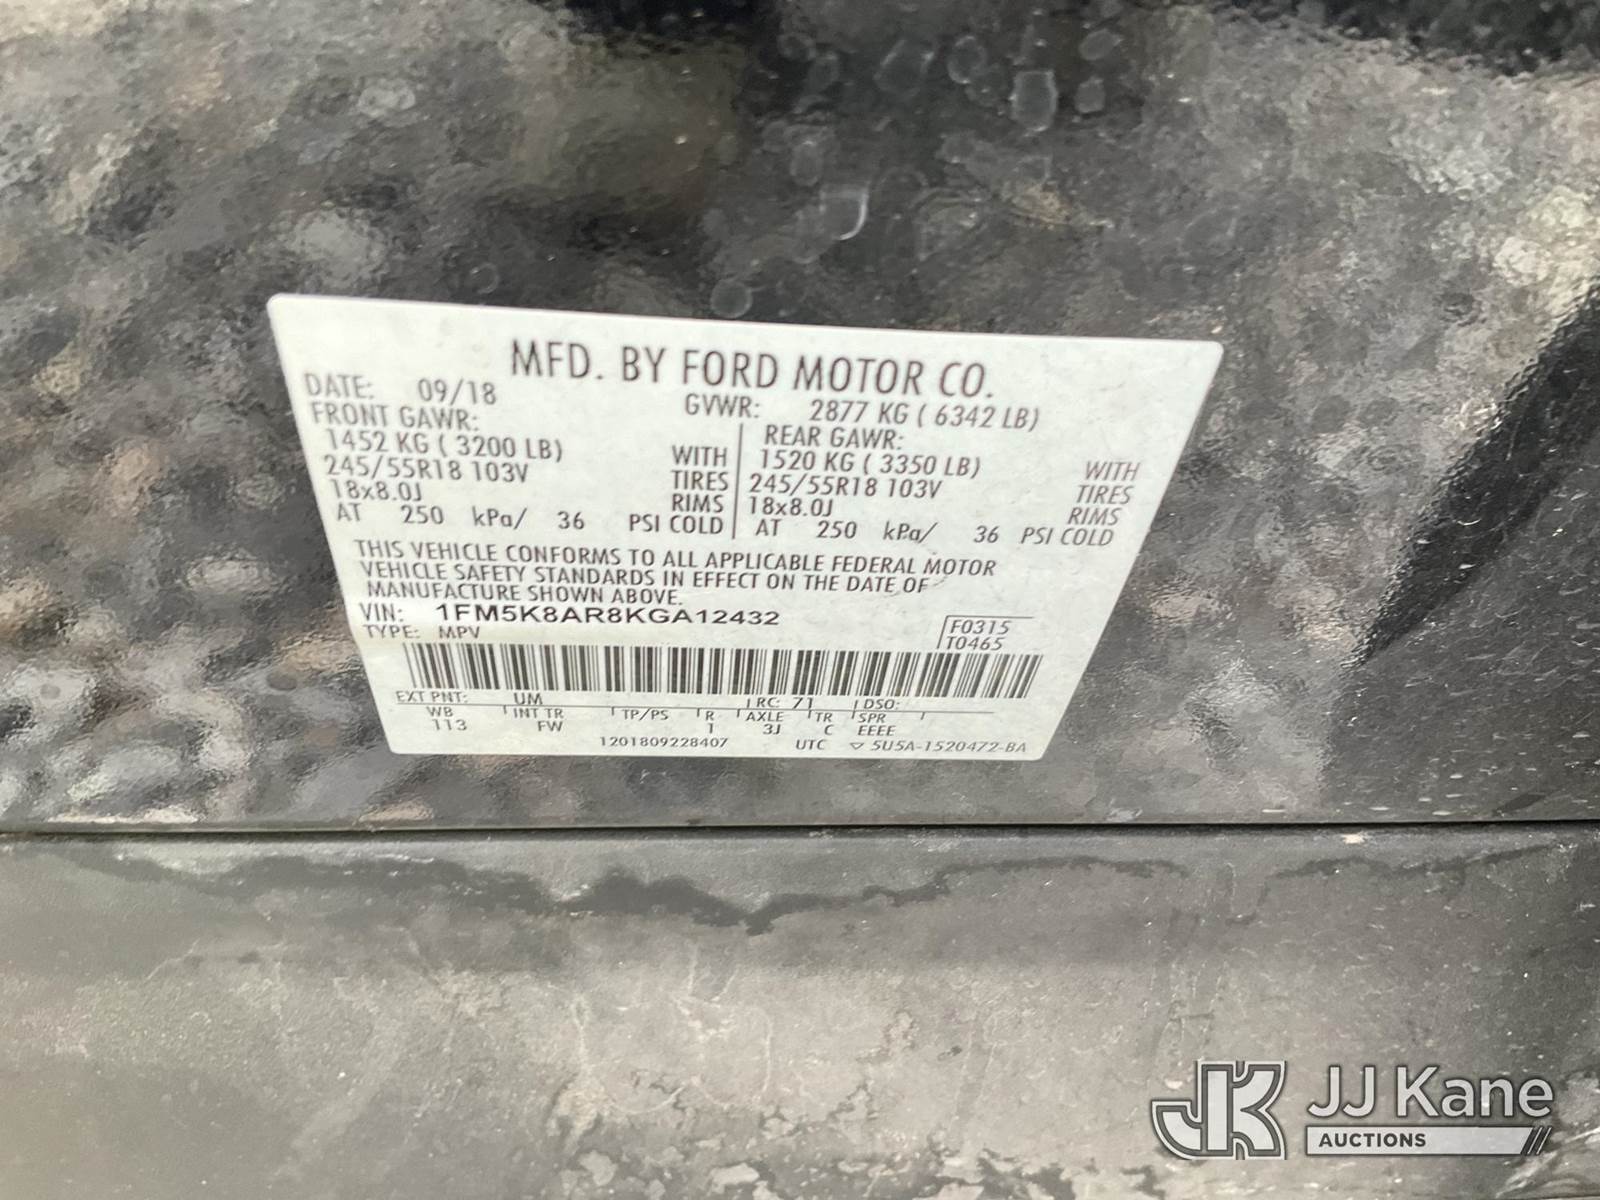 MFD. BY FORD MOTOR CO.
DATE: 09/18 GVWR: 2877 KG ( 6342 LB)
FRONT GAWR: REAR GAWR:
1452 KG ( 3200 LB) WITH 1520 KG ( 3350 LB) WITH
245/55R18 103V TIRES 245/55R18 103V TIRES
18x8.0J RIMS 18x8.0J RIMS
AT 250 kPa/ 36 PSI COLD AT 250 kPa/ 36 PSI COLD
THIS VEHICLE CONFORMS TO ALL APPLICABLE FEDERAL MOTOR
VEHICLE SAFETY STANDARDS IN EFFECT ON THE DATE OF
MANUFACTURE SHOWN ABOVE.
VIN: 1FM5K8AR8KGA12432 F0315
TYPE: MPV T0465
EXT PNT: UM RC: 71 DSO:
WB INT TR TP/PS R AXLE TR SPR
113 FW 1 3J C EEEE
1201809228407 UTC ▽ 5U5A-1520472-BA
JK JJ Kane
AUCTIONS